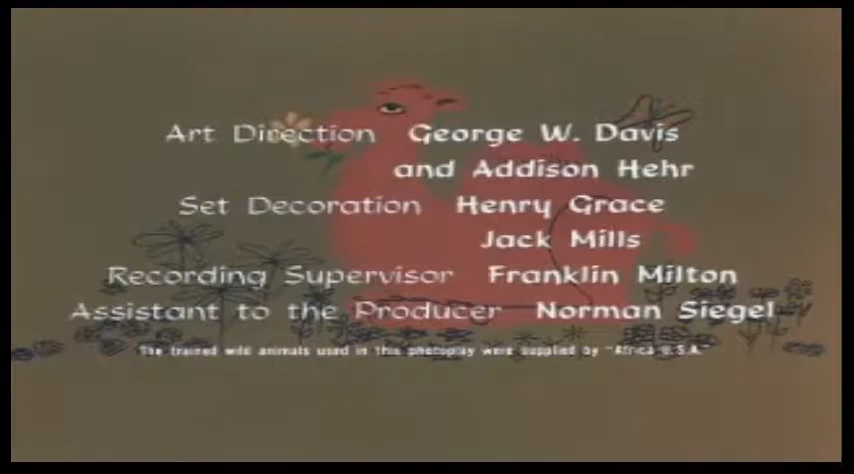 Art Direction George W. Davis
and Addison Hehr
Set Decoration Henry Grace
Jack Mills
Recording Supervisor Franklin Milton
Assistant to the Producer Norman Siegel
The trained wild animals used in this photoplay were supplied by "Africa U.S.A.